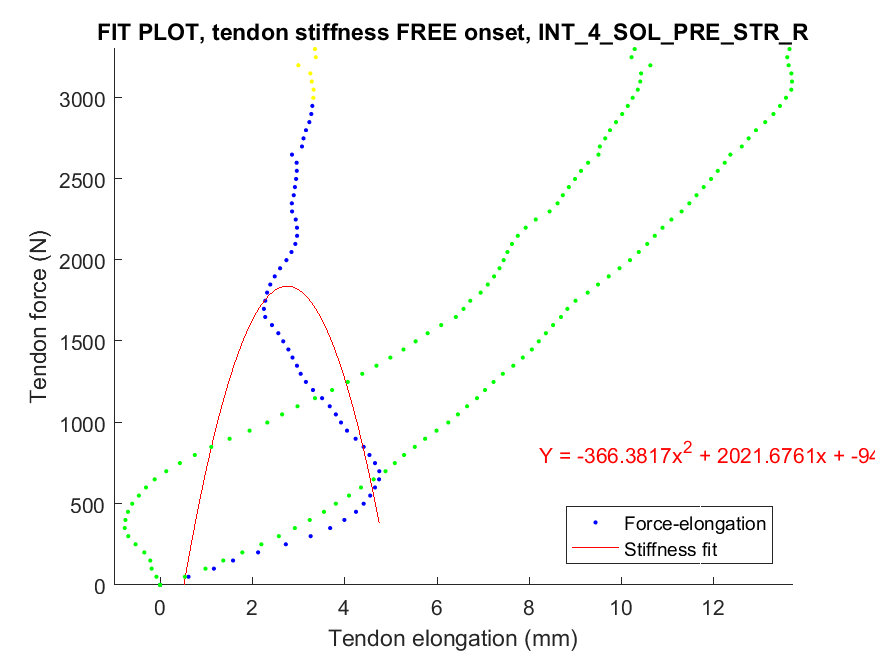 FIT PLOT, tendon stiffness FREE onset, INT_4_SOL_PRE_STR_R
3000
2500
2000
1500
1000
500
0
Tendon force (N)
Y = -366.3817x² + 2021.6761x + -94
Force-elongation
Stiffness fit
0 2 4 6 8 10 12
Tendon elongation (mm)